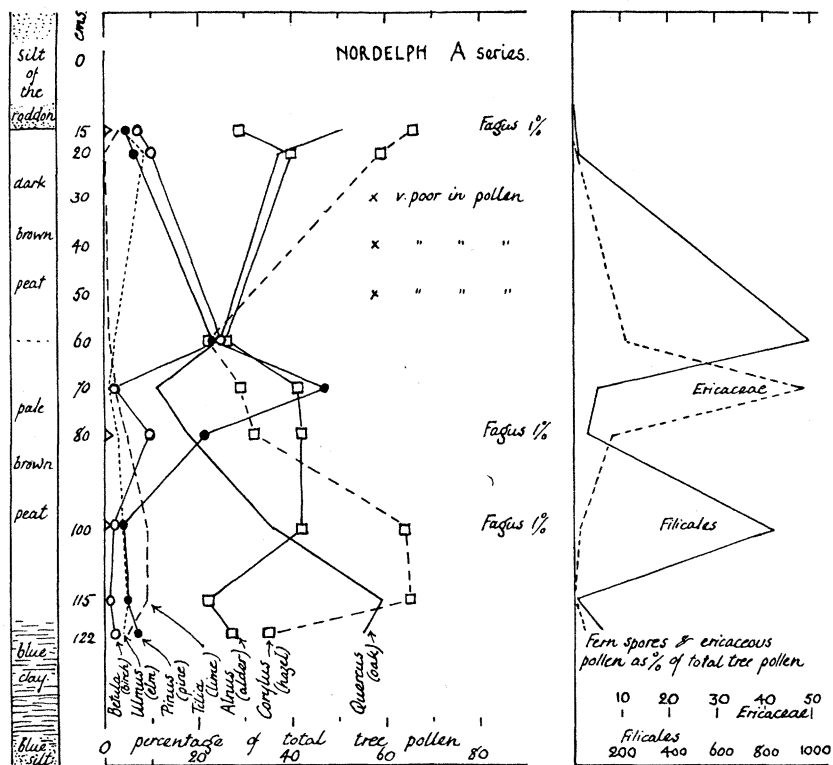 cms.
NORDELPH A series.
silt
of
the
roddon
dark
brown
peat
pale
brown
peat
blue
clay.
blue
silt
0
15
20
30
40
50
60
70
80
100
115
122
Fagus 1%
x v. poor in pollen
x " " "
x " " "
Fagus 1%
Fagus 1%
Ericaceae
Filicales
Betula (birch)
Ulmus (elm)
Pinus (pine)
Tilia (lime)
Alnus (alder)
Corylus (hazel)
Quercus (oak)
0 20 40 60 80
percentage of total tree pollen
Fern spores & ericaceous
pollen as % of total tree pollen
10 20 30 40 50
Ericaceae
Filicales
200 400 600 800 1000